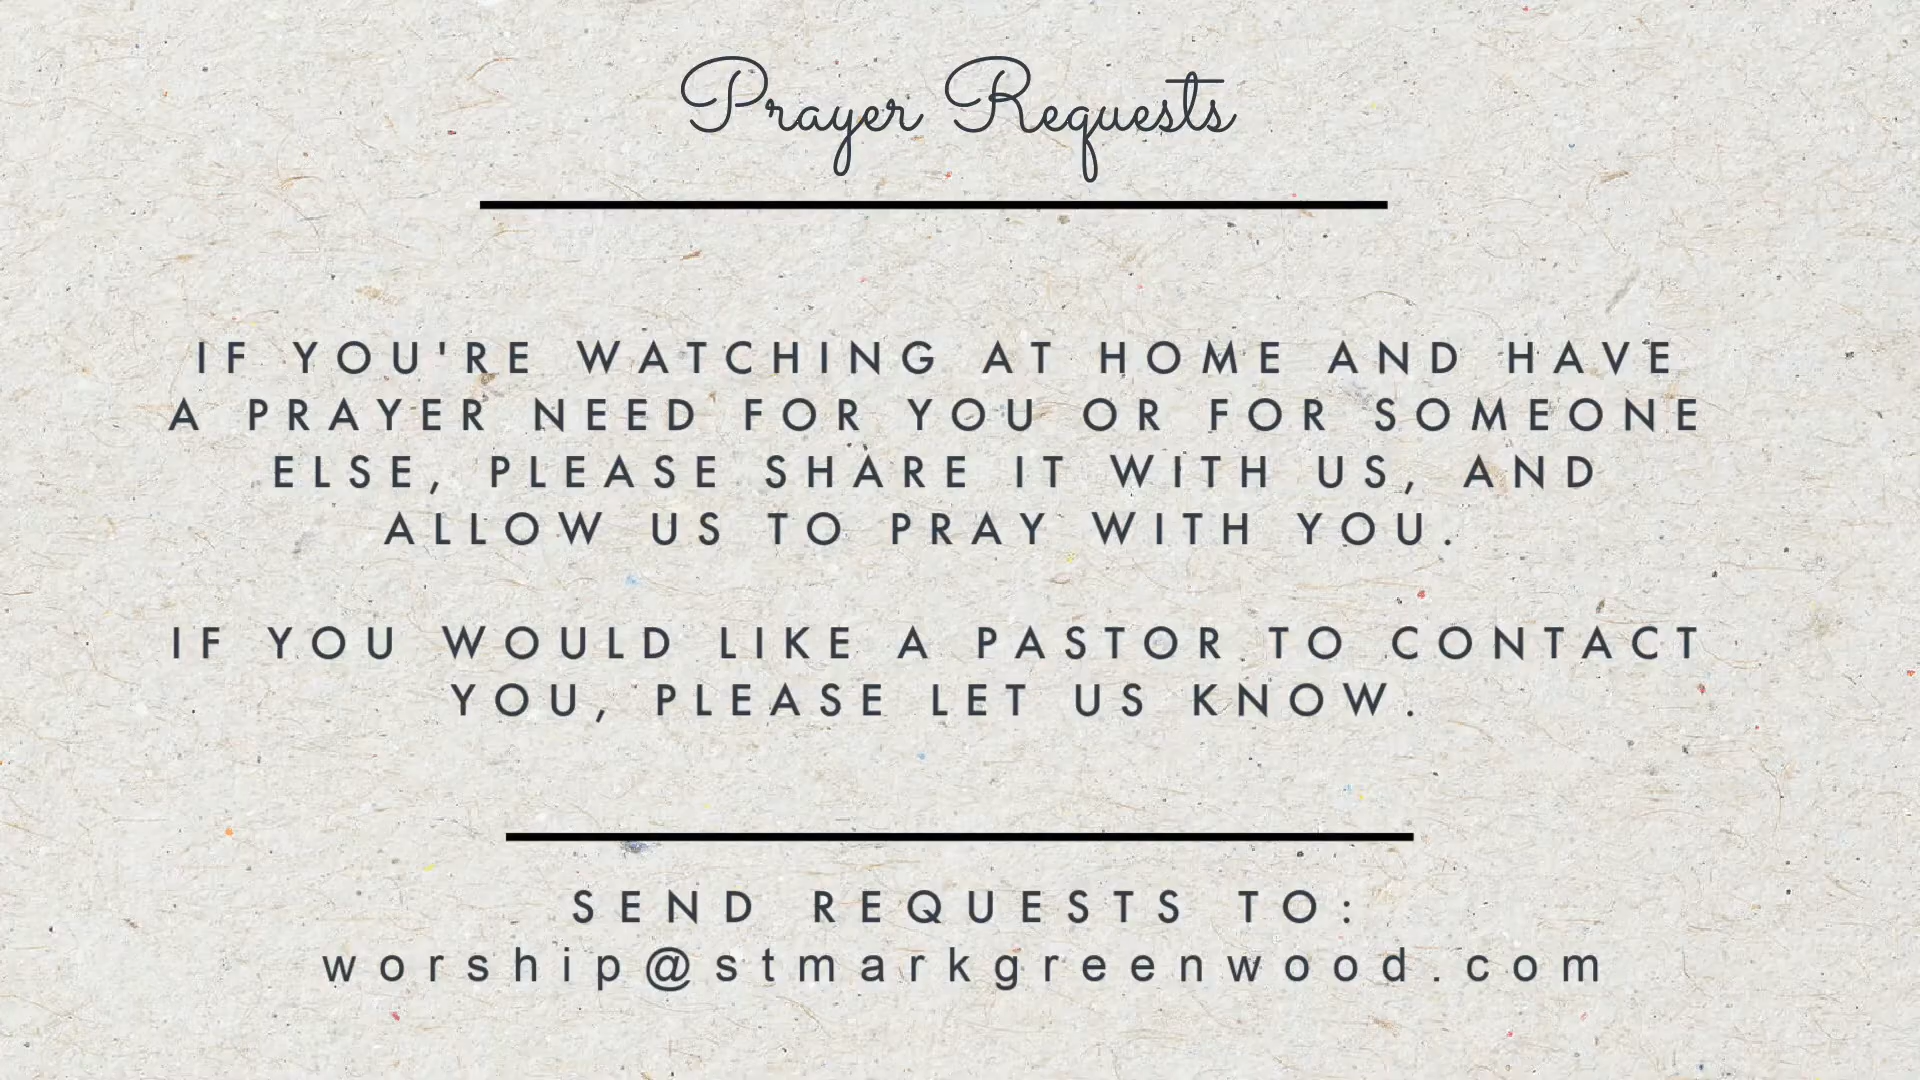 Prayer Requests
IF YOU'RE WATCHING AT HOME AND HAVE
A PRAYER NEED FOR YOU OR FOR SOMEONE
ELSE, PLEASE SHARE IT WITH US, AND
ALLOW US TO PRAY WITH YOU.
IF YOU WOULD LIKE A PASTOR TO CONTACT
YOU, PLEASE LET US KNOW.
SEND REQUESTS TO:
worship@stmarkgreenwood.com